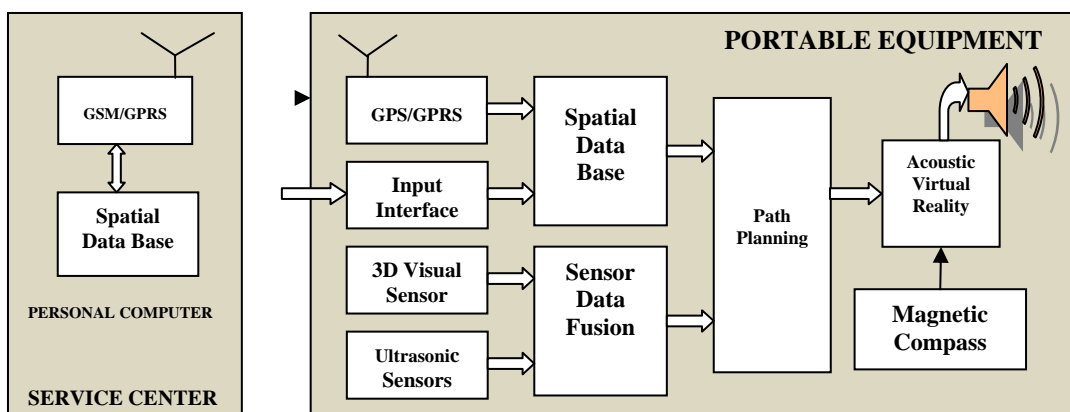 GSM/GPRS
Spatial
Data Base
PERSONAL COMPUTER
SERVICE CENTER
PORTABLE EQUIPMENT
GPS/GPRS
Input
Interface
3D Visual
Sensor
Ultrasonic
Sensors
Spatial
Data
Base
Sensor
Data
Fusion
Path
Planning
Acoustic
Virtual
Reality
Magnetic
Compass